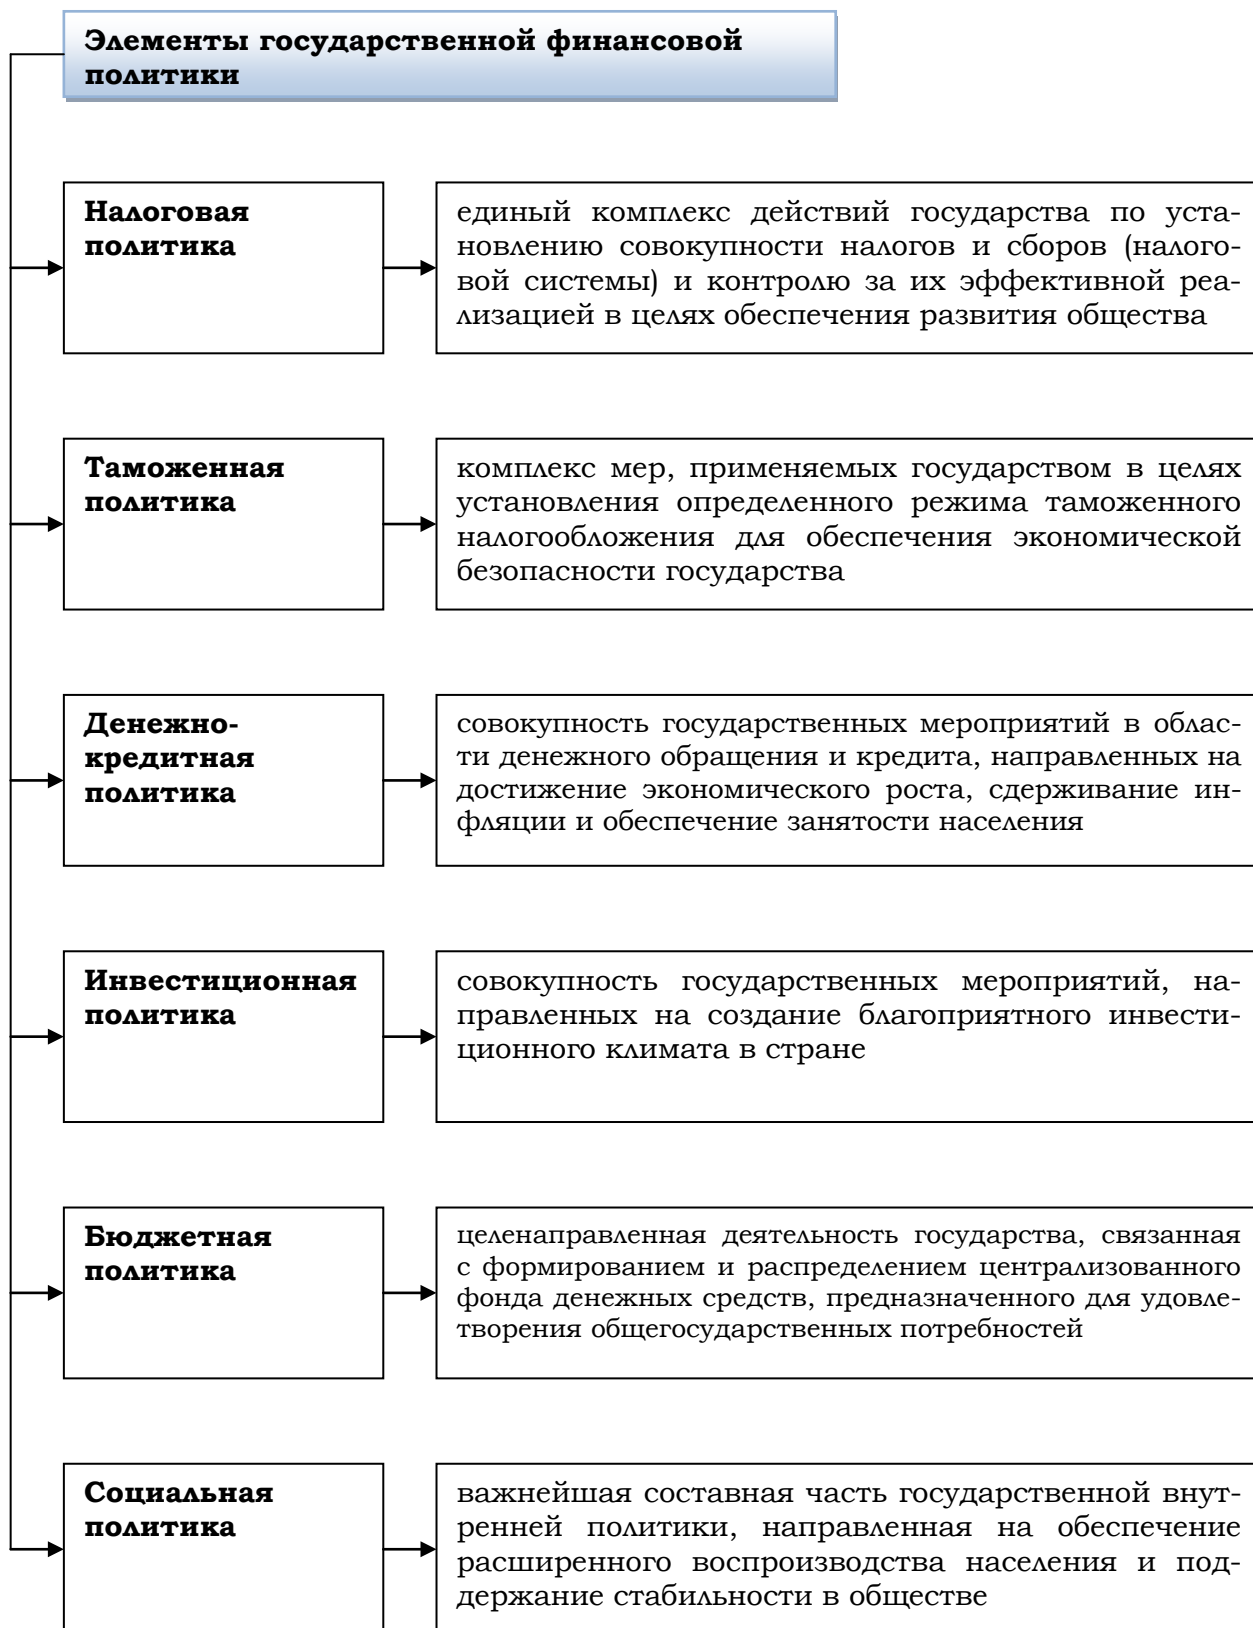 Элементы государственной финансовой
политики
Налоговая
политика
единый комплекс действий государства по уста-
новлению совокупности налогов и сборов (налого-
вой системы) и контролю за их эффективной реа-
лизацией в целях обеспечения развития общества
Таможенная
политика
комплекс мер, применяемых государством в целях
установления определенного режима таможенного
налогообложения для обеспечения экономической
безопасности государства
Денежно-
кредитная
политика
совокупность государственных мероприятий в облас-
ти денежного обращения и кредита, направленных на
достижение экономического роста, сдерживание ин-
фляции и обеспечение занятости населения
Инвестиционная
политика
совокупность государственных мероприятий, на-
правленных на создание благоприятного инвести-
ционного климата в стране
Бюджетная
политика
целенаправленная деятельность государства, связанная
с формированием и распределением централизованного
фонда денежных средств, предназначенного для удовле-
творения общегосударственных потребностей
Социальная
политика
важнейшая составная часть государственной внут-
ренней политики, направленная на обеспечение
расширенного воспроизводства населения и под-
держание стабильности в обществе